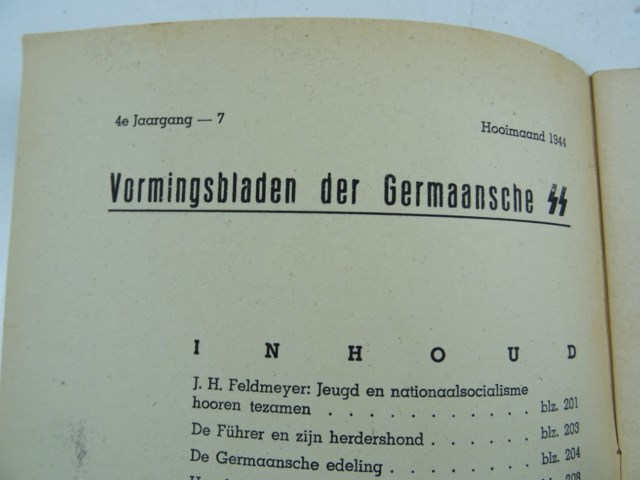 4e Jaargang — 7
Hooimaand 1944
Vormingsbladen der Germaansche ᛋᛋ
INHOUD
J. H. Feldmeyer: Jeugd en nationaalsocialisme
hooren tezamen . . . . . . . . . . . blz. 201
De Führer en zijn herdershond . . . . . . blz. 203
De Germaansche edeling . . . . . . . . blz. 204